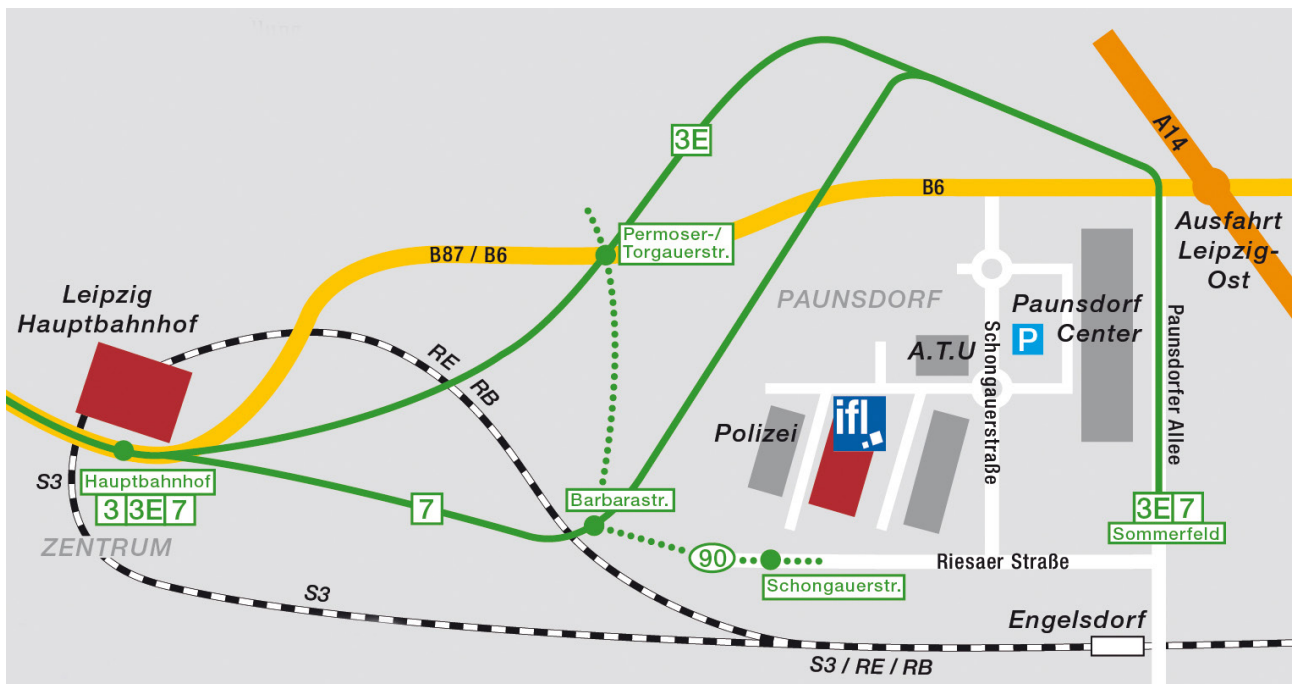 3E
A14
B6
Ausfahrt
Leipzig-
Ost
Permoser-/
Torgauerstr.
B87 / B6
Leipzig
Hauptbahnhof
PAUNSDORF
Paunsdorf
Center
P
Schongauerstraße
Paunsdorfer Allee
A.T.U
RE
RB
ifl
Polizei
S3
Hauptbahnhof
3 3E 7
7
Barbarastr.
3E 7
Sommerfeld
ZENTRUM
90
Riesaer Straße
Schongauerstr.
S3
Engelsdorf
S3 / RE / RB